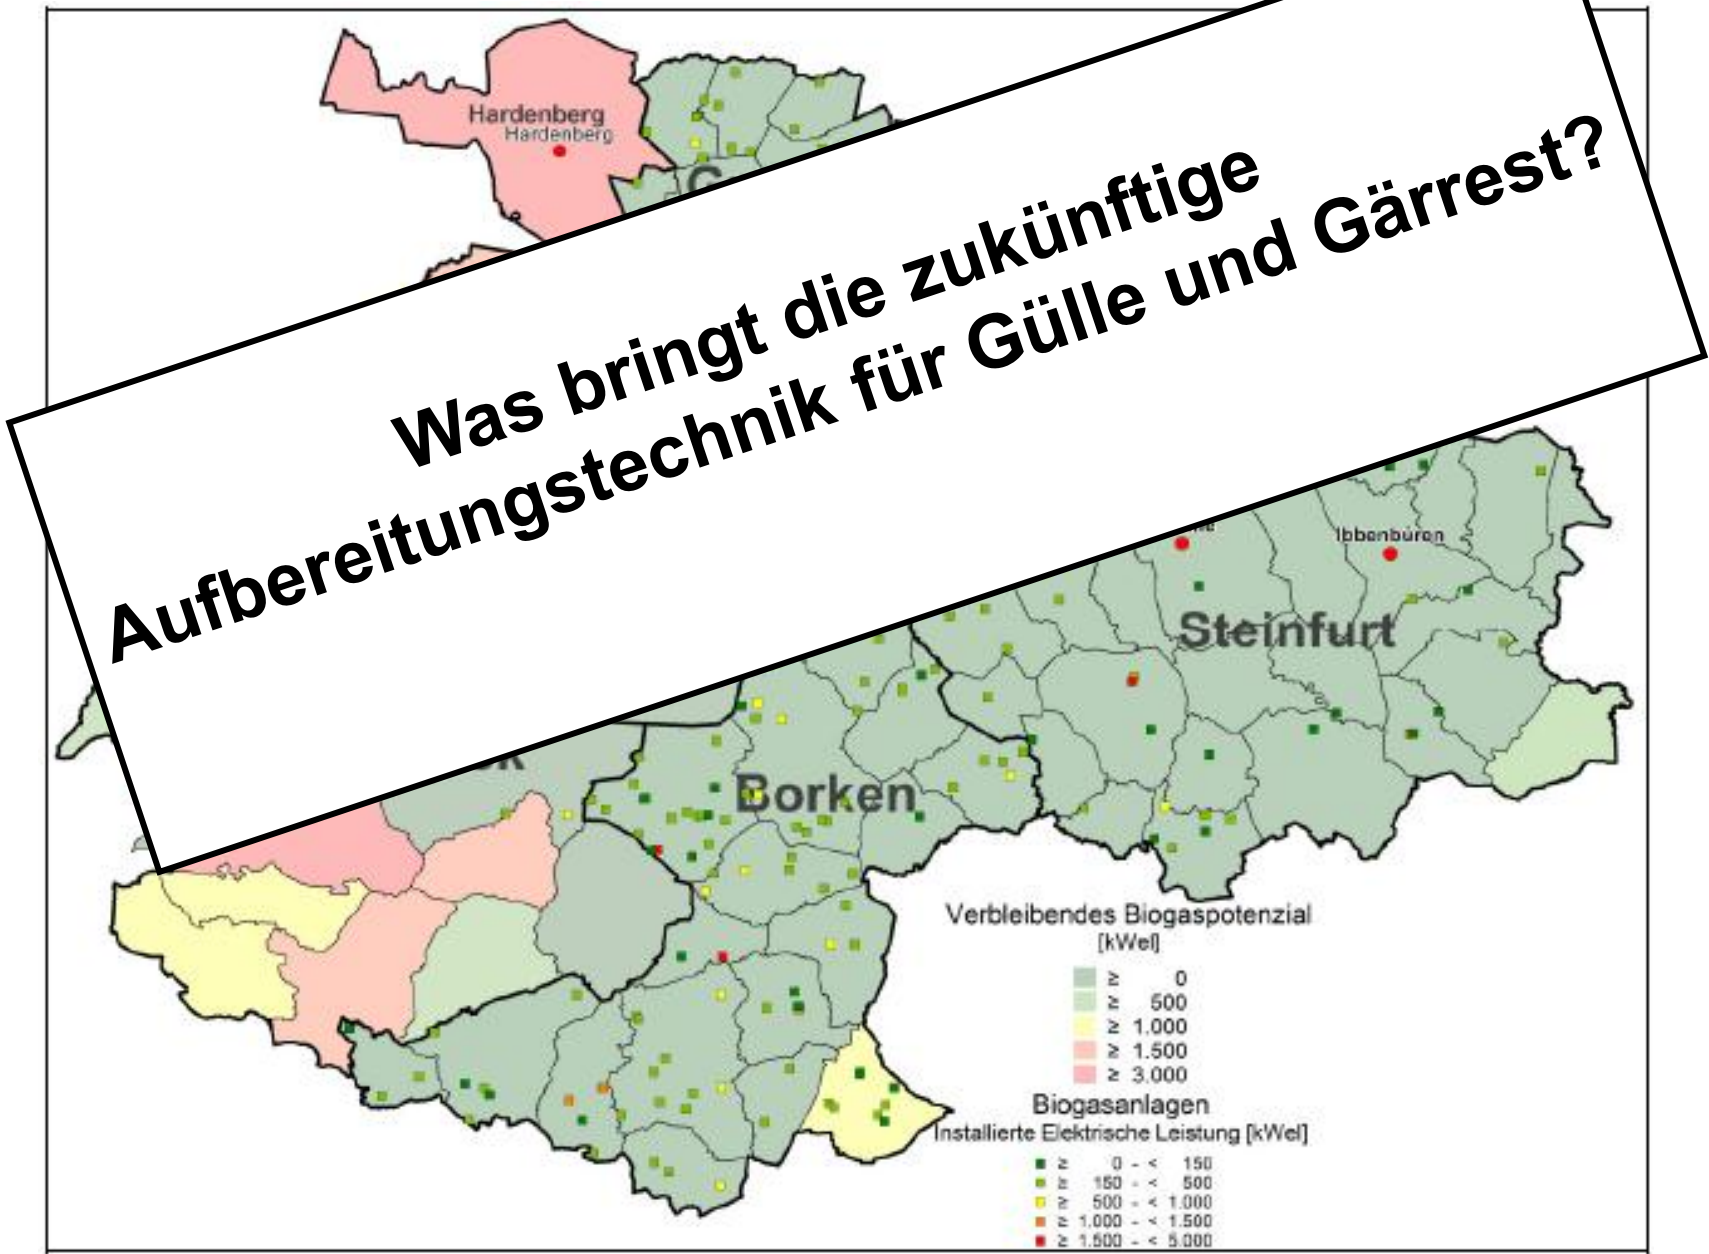 Hardenberg
Hardenberg
Was bringt die zukünftige
Aufbereitungstechnik für Gülle und Gärrest?
Ibbenbüren
Steinfurt
Borken
Verbleibendes Biogaspotenzial
[kWel]
≥ 0
≥ 500
≥ 1.000
≥ 1.500
≥ 3.000
Biogasanlagen
Installierte Elektrische Leistung [kWel]
≥ 0 - < 150
≥ 150 - < 500
≥ 500 - < 1.000
≥ 1.000 - < 1.500
≥ 1.500 - < 5.000